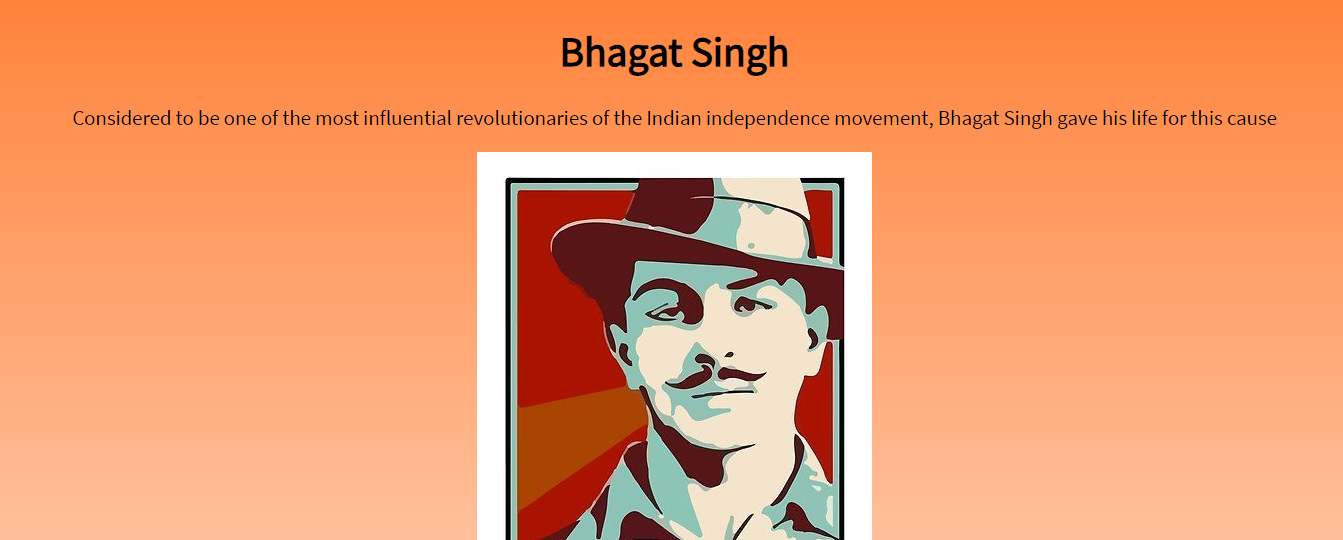 Bhagat Singh
Considered to be one of the most influential revolutionaries of the Indian independence movement, Bhagat Singh gave his life for this cause